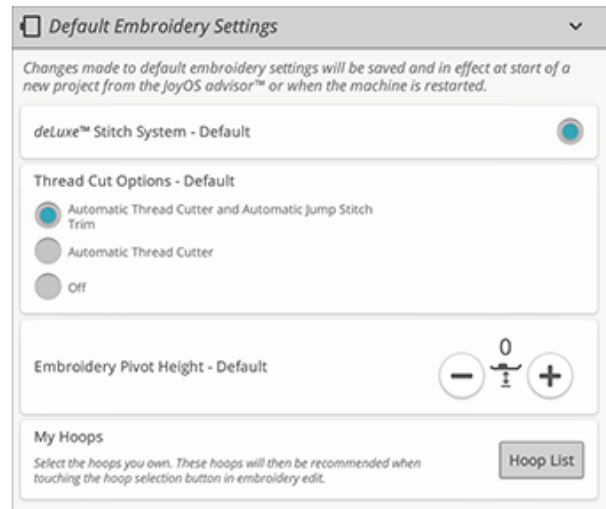 Default Embroidery Settings
Changes made to default embroidery settings will be saved and in effect at start of a
new project from the JoyOS advisor™ or when the machine is restarted.
deLuxe™ Stitch System - Default
Thread Cut Options - Default
Automatic Thread Cutter and Automatic Jump Stitch
Trim
Automatic Thread Cutter
Off
0
Embroidery Pivot Height - Default
My Hoops
Select the hoops you own. These hoops will then be recommended when
touching the hoop selection button in embroidery edit.
Hoop List